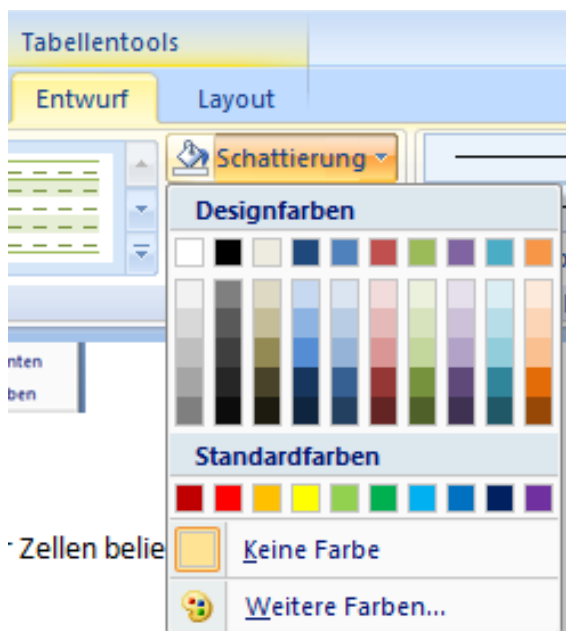 Tabellentools
Entwurf Layout
Schattierung
Designfarben
nten
ben
Standardfarben
r Zellen belie
Keine Farbe
Weitere Farben...